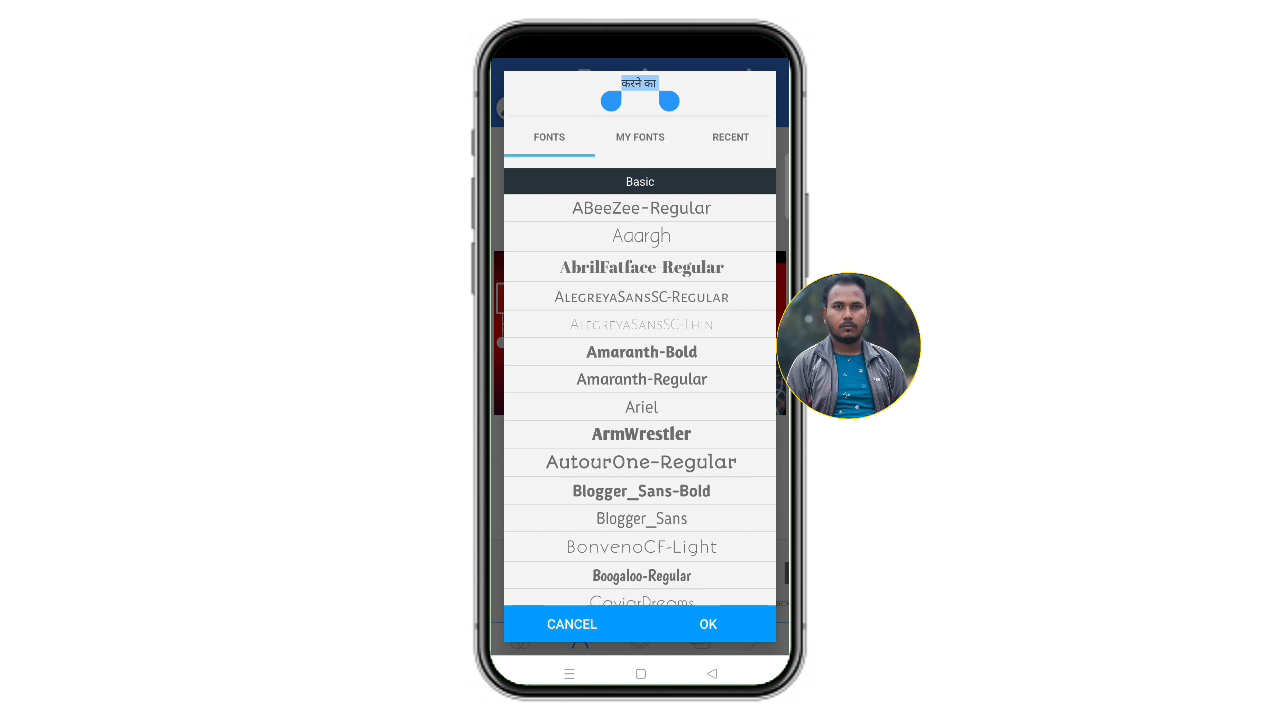 करने का
FONTS
MY FONTS
RECENT
Basic
ABeeZee-Regular
Aaargh
AbrilFatface-Regular
AlegreyaSansSC-Regular
AlegreyaSansSC-Thin
Amaranth-Bold
Amaranth-Regular
Ariel
ArmWrestler
AutourOne-Regular
Blogger_Sans-Bold
Blogger_Sans
BonvenoCF-Light
Boogaloo-Regular
CaviarDreams
CANCEL
OK